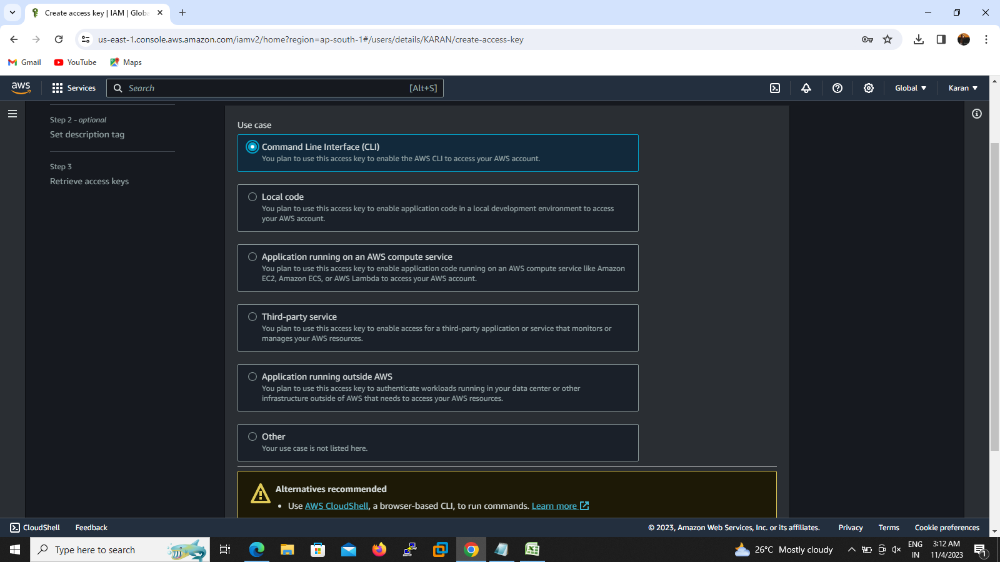 Create access key | IAM | Globa
us-east-1.console.aws.amazon.com/iamv2/home?region=ap-south-1#/users/details/KARAN/create-access-key
Gmail
YouTube
Maps
aws
Services
Search
[Alt+S]
Global
Karan
Step 2 - optional
Set description tag
Step 3
Retrieve access keys
Use case
Command Line Interface (CLI)
You plan to use this access key to enable the AWS CLI to access your AWS account.
Local code
You plan to use this access key to enable application code in a local development environment to access
your AWS account.
Application running on an AWS compute service
You plan to use this access key to enable application code running on an AWS compute service like Amazon
EC2, Amazon ECS, or AWS Lambda to access your AWS account.
Third-party service
You plan to use this access key to enable access for a third-party application or service that monitors or
manages your AWS resources.
Application running outside AWS
You plan to use this access key to authenticate workloads running in your data center or other
infrastructure outside of AWS that needs to access your AWS resources.
Other
Your use case is not listed here.
Alternatives recommended
• Use AWS CloudShell, a browser-based CLI, to run commands. Learn more
CloudShell
Feedback
© 2023, Amazon Web Services, Inc. or its affiliates.
Privacy
Terms
Cookie preferences
Type here to search
26°C Mostly cloudy
ENG
IN
3:12 AM
11/4/2023
1